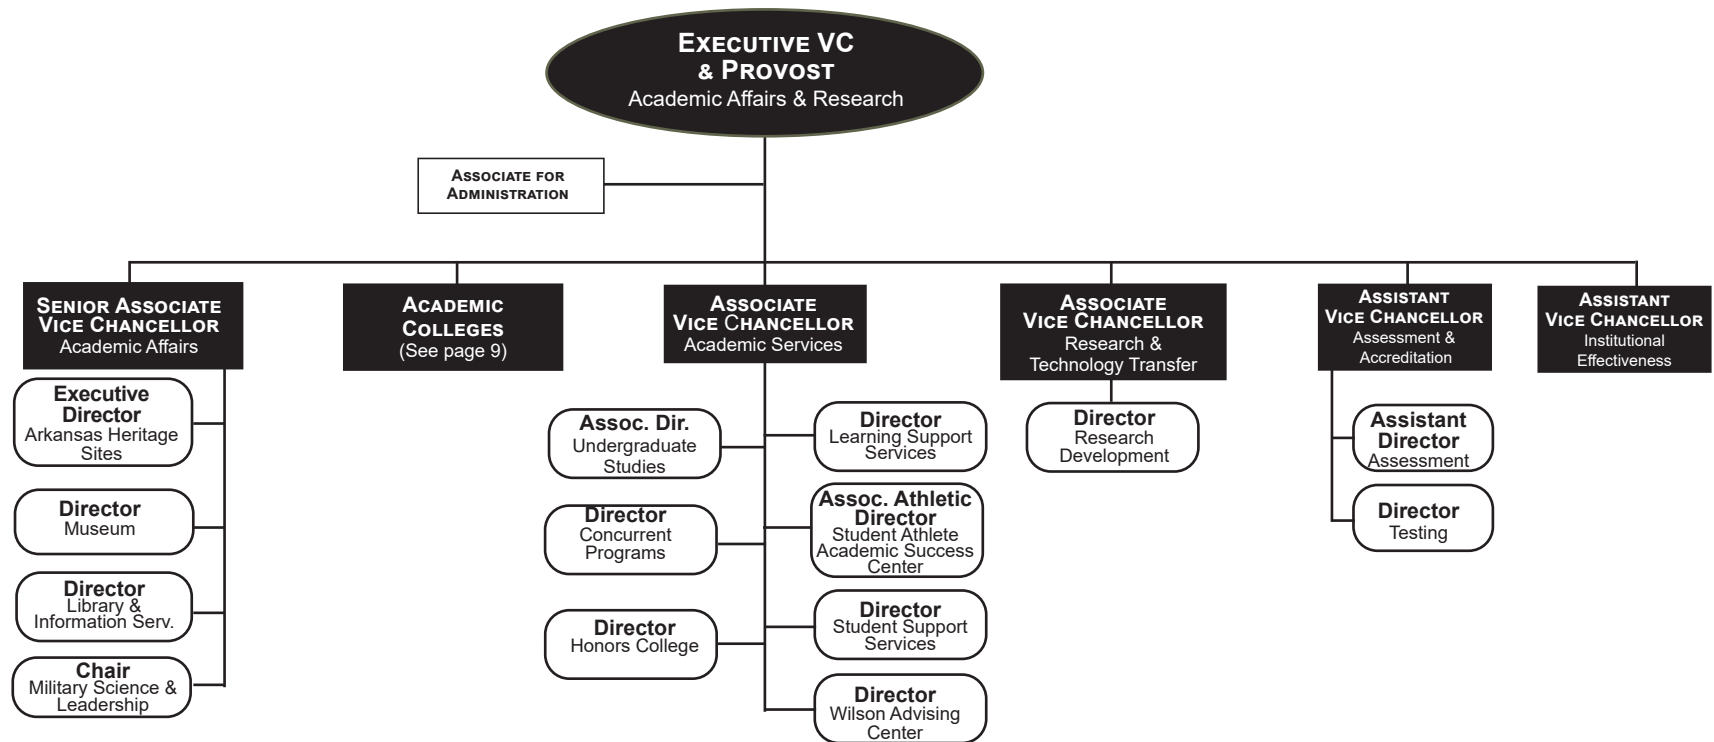 EXECUTIVE VC
& PROVOST
Academic Affairs & Research
ASSOCIATE FOR
ADMINISTRATION
SENIOR ASSOCIATE
VICE CHANCELLOR
Academic Affairs
ACADEMIC
COLLEGES
(See page 9)
ASSOCIATE
VICE CHANCELLOR
Academic Services
ASSOCIATE
VICE CHANCELLOR
Research &
Technology Transfer
ASSISTANT
VICE CHANCELLOR
Assessment &
Accreditation
ASSISTANT
VICE CHANCELLOR
Institutional
Effectiveness
Executive
Director
Arkansas Heritage
Sites
Director
Museum
Director
Library &
Information Serv.
Chair
Military Science &
Leadership
Assoc. Dir.
Undergraduate
Studies
Director
Concurrent
Programs
Director
Honors College
Director
Learning Support
Services
Assoc. Athletic
Director
Student Athlete
Academic Success
Center
Director
Student Support
Services
Director
Wilson Advising
Center
Director
Research
Development
Assistant
Director
Assessment
Director
Testing